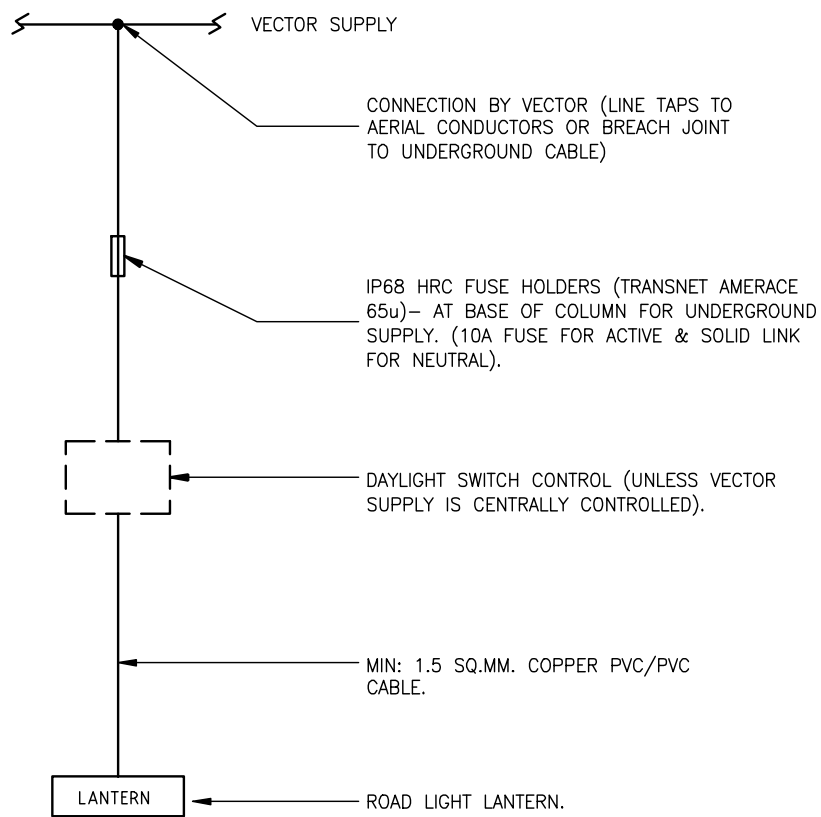 VECTOR SUPPLY
CONNECTION BY VECTOR (LINE TAPS TO
AERIAL CONDUCTORS OR BREACH JOINT
TO UNDERGROUND CABLE)
IP68 HRC FUSE HOLDERS (TRANSNET AMERACE
65u)– AT BASE OF COLUMN FOR UNDERGROUND
SUPPLY. (10A FUSE FOR ACTIVE & SOLID LINK
FOR NEUTRAL).
DAYLIGHT SWITCH CONTROL (UNLESS VECTOR
SUPPLY IS CENTRALLY CONTROLLED).
MIN: 1.5 SQ.MM. COPPER PVC/PVC
CABLE.
LANTERN
ROAD LIGHT LANTERN.